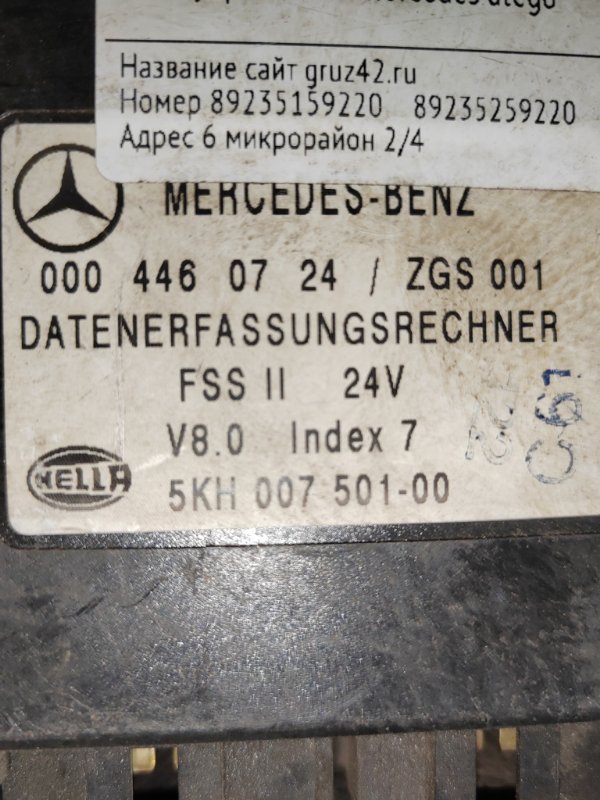 Название сайт gruz42.ru
Номер 89235159220 89235259220
Адрес 6 микрорайон 2/4
MERCEDES-BENZ
000 446 07 24 / ZGS 001
DATENERFASSUNGSRECHNER
FSS II 24V
V8.0 Index 7
HELLA
5KH 007 501-00